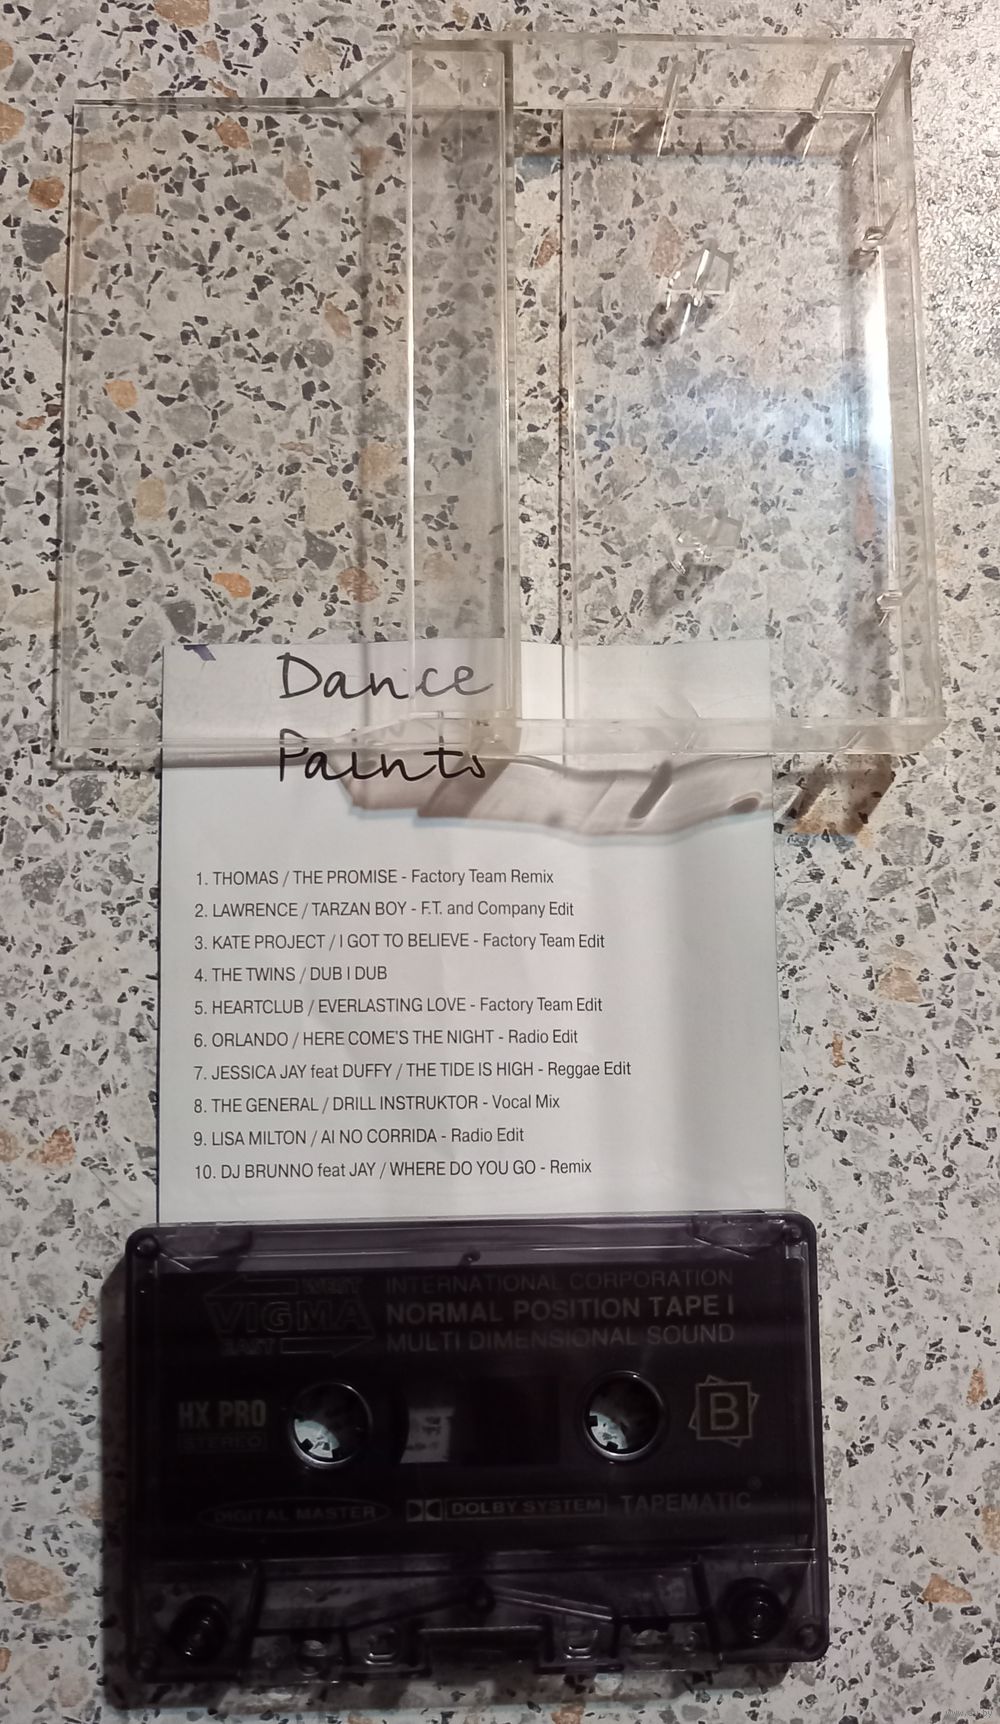 Dance
Paints
1. THOMAS / THE PROMISE - Factory Team Remix
2. LAWRENCE / TARZAN BOY - F.T. and Company Edit
3. KATE PROJECT / I GOT TO BELIEVE - Factory Team Edit
4. THE TWINS / DUB I DUB
5. HEARTCLUB / EVERLASTING LOVE - Factory Team Edit
6. ORLANDO / HERE COME'S THE NIGHT - Radio Edit
7. JESSICA JAY feat DUFFY / THE TIDE IS HIGH - Reggae Edit
8. THE GENERAL / DRILL INSTRUKTOR - Vocal Mix
9. LISA MILTON / AI NO CORRIDA - Radio Edit
10. DJ BRUNNO feat JAY / WHERE DO YOU GO - Remix
WEST
VIGMA
EAST
INTERNATIONAL CORPORATION
NORMAL POSITION TAPE I
MULTI DIMENSIONAL SOUND
HX PRO
STEREO
B
DIGITAL MASTER
DOLBY SYSTEM
TAPEMATIC®